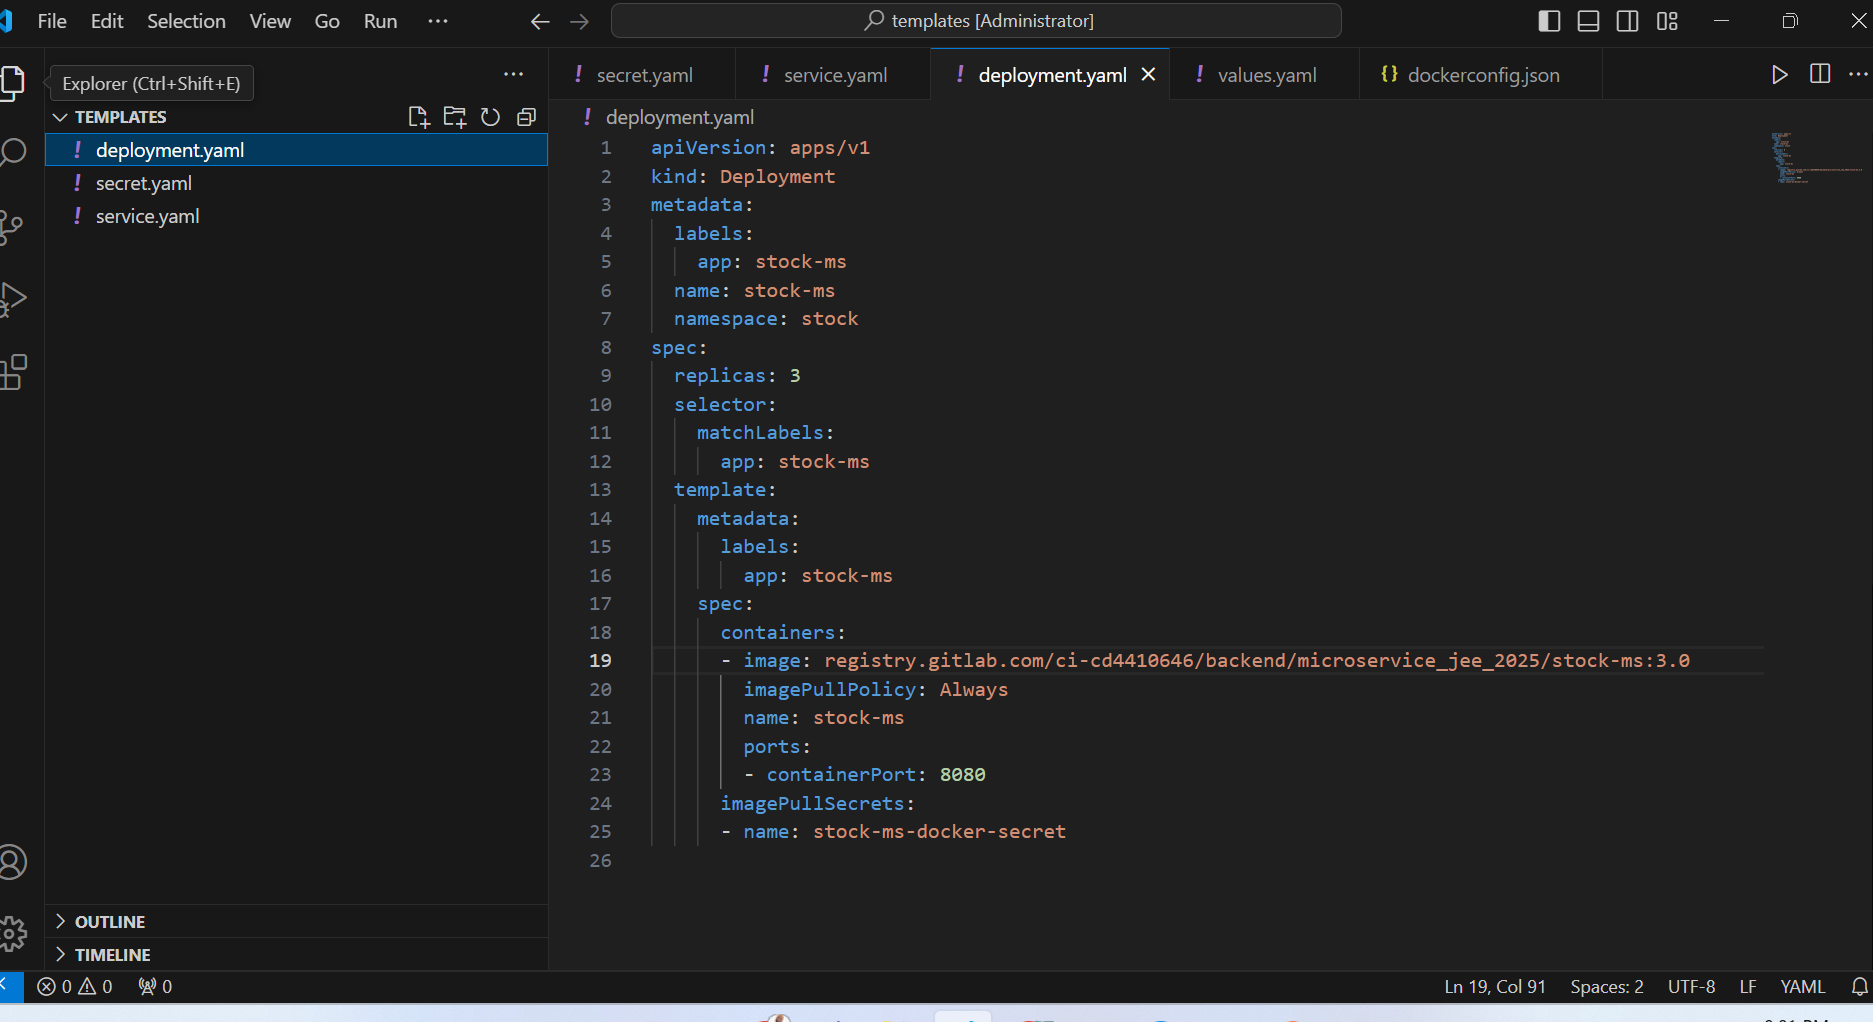 File Edit Selection View Go Run ···
templates [Administrator]
Explorer (Ctrl+Shift+E)
TEMPLATES
deployment.yaml
secret.yaml
service.yaml
OUTLINE
TIMELINE
! secret.yaml ! service.yaml ! deployment.yaml ! values.yaml {} dockerconfig.json
! deployment.yaml
1 apiVersion: apps/v1
2 kind: Deployment
3 metadata:
4 labels:
5 app: stock-ms
6 name: stock-ms
7 namespace: stock
8 spec:
9 replicas: 3
10 selector:
11 matchLabels:
12 app: stock-ms
13 template:
14 metadata:
15 labels:
16 app: stock-ms
17 spec:
18 containers:
19 - image: registry.gitlab.com/ci-cd4410646/backend/microservice_jee_2025/stock-ms:3.0
20 imagePullPolicy: Always
21 name: stock-ms
22 ports:
23 - containerPort: 8080
24 imagePullSecrets:
25 - name: stock-ms-docker-secret
26
0 0 0 Ln 19, Col 91 Spaces: 2 UTF-8 LF YAML